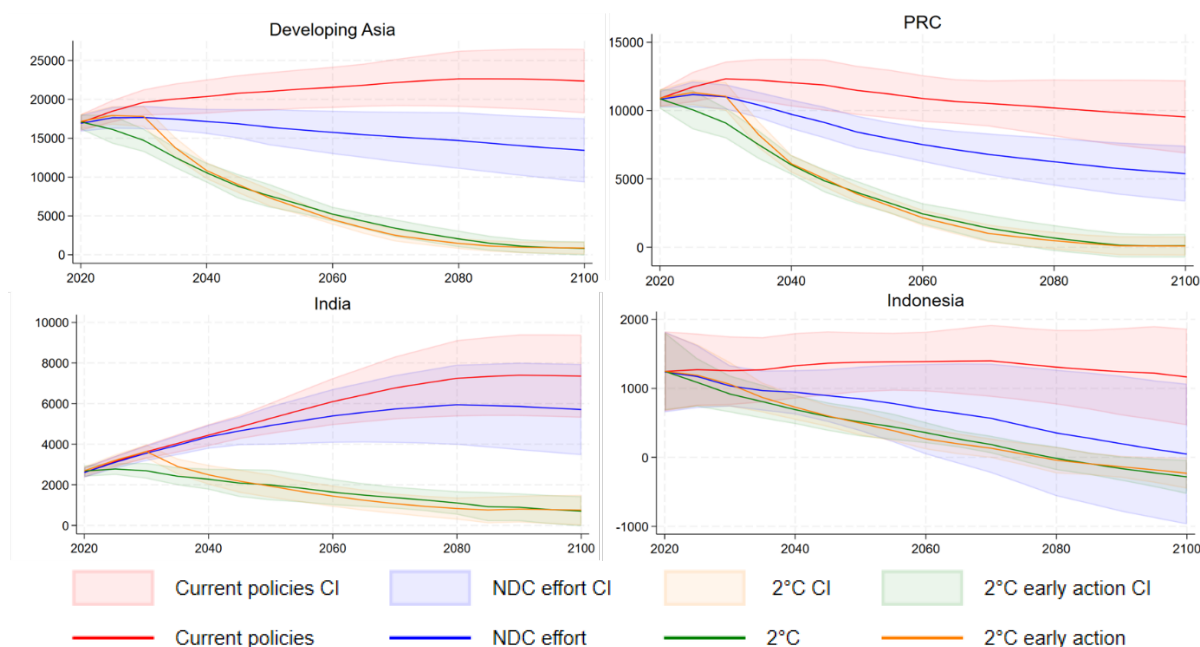 Developing Asia
25000
20000
15000
10000
5000
0
2020 2040 2060 2080 2100
PRC
15000
10000
5000
0
2020 2040 2060 2080 2100
India
10000
8000
6000
4000
2000
0
2020 2040 2060 2080 2100
Indonesia
2000
1000
0
-1000
2020 2040 2060 2080 2100
Current policies CI NDC effort CI 2°C CI 2°C early action CI
Current policies NDC effort 2°C 2°C early action